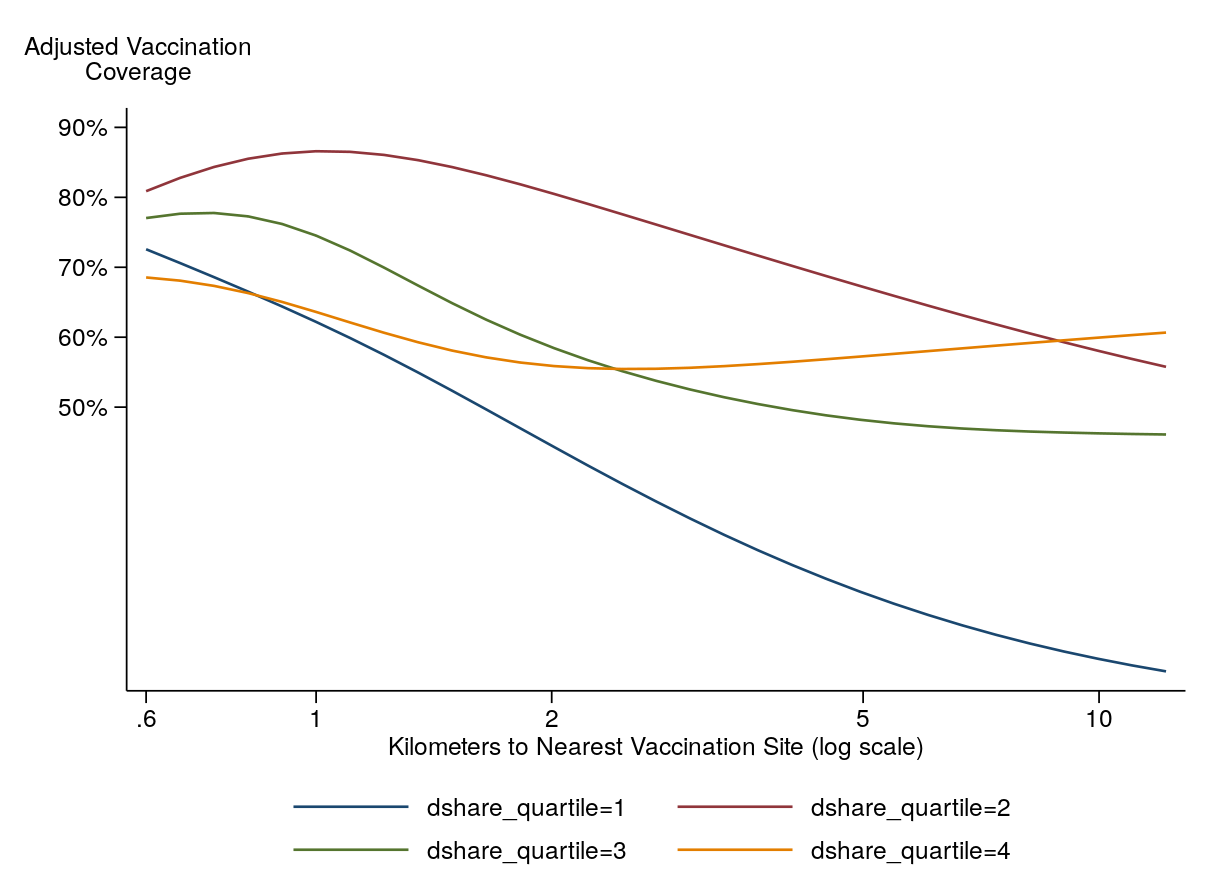 Adjusted Vaccination
Coverage
90%
80%
70%
60%
50%
.6 1 2 5 10
Kilometers to Nearest Vaccination Site (log scale)
dshare_quartile=1 dshare_quartile=2
dshare_quartile=3 dshare_quartile=4